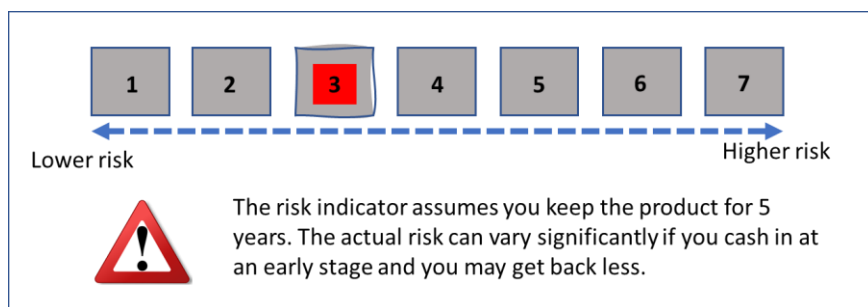 1 2 3 4 5 6 7
Lower risk
Higher risk
!
The risk indicator assumes you keep the product for 5
years. The actual risk can vary significantly if you cash in at
an early stage and you may get back less.